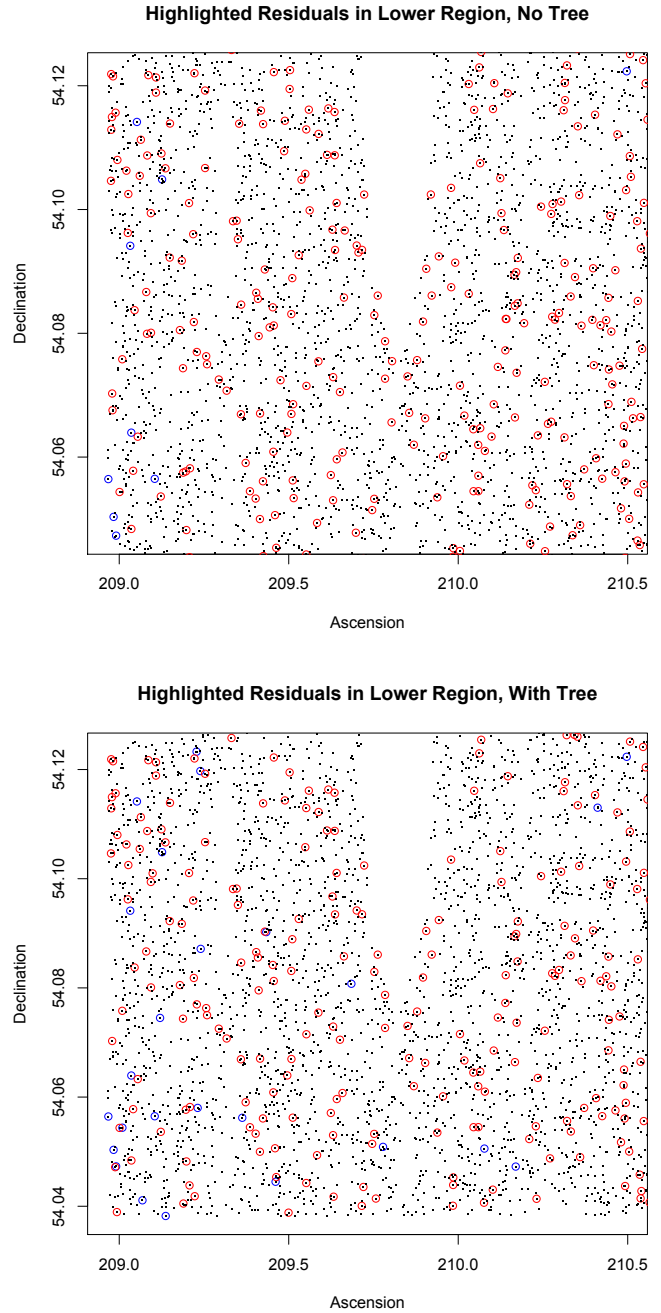 Highlighted Residuals in Lower Region, No Tree
54.12
54.10
54.08
54.06
Declination
209.0 209.5 210.0 210.5
Ascension
Highlighted Residuals in Lower Region, With Tree
54.12
54.10
54.08
54.06
54.04
Declination
209.0 209.5 210.0 210.5
Ascension